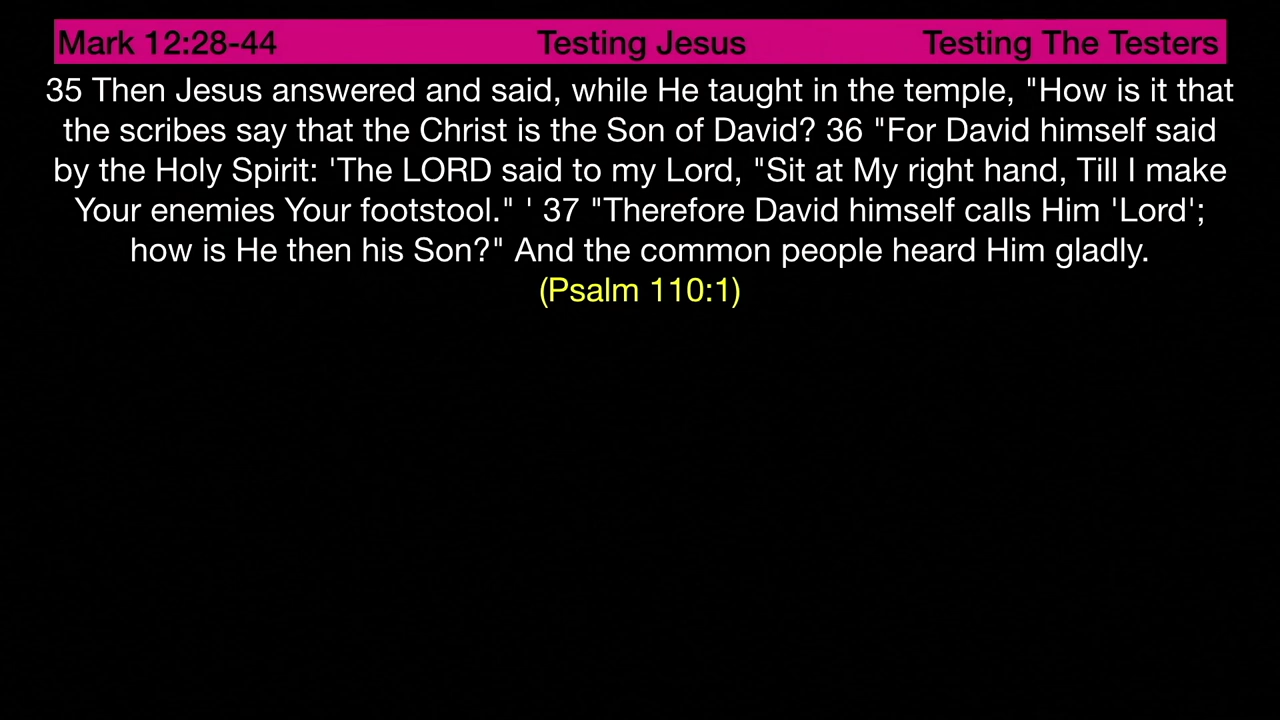 Mark 12:28-44 Testing Jesus Testing The Testers
35 Then Jesus answered and said, while He taught in the temple, "How is it that
the scribes say that the Christ is the Son of David? 36 "For David himself said
by the Holy Spirit: 'The LORD said to my Lord, "Sit at My right hand, Till I make
Your enemies Your footstool." ' 37 "Therefore David himself calls Him 'Lord';
how is He then his Son?" And the common people heard Him gladly.
(Psalm 110:1)